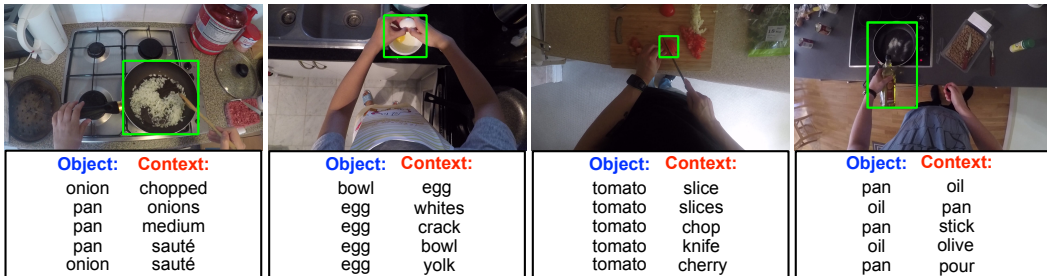 Object: Context:
onion chopped
pan onions
pan medium
pan sauté
onion sauté
Object: Context:
bowl egg
egg whites
egg crack
egg bowl
egg yolk
Object: Context:
tomato slice
tomato slices
tomato chop
tomato knife
tomato cherry
Object: Context:
pan oil
oil pan
pan stick
oil olive
pan pour